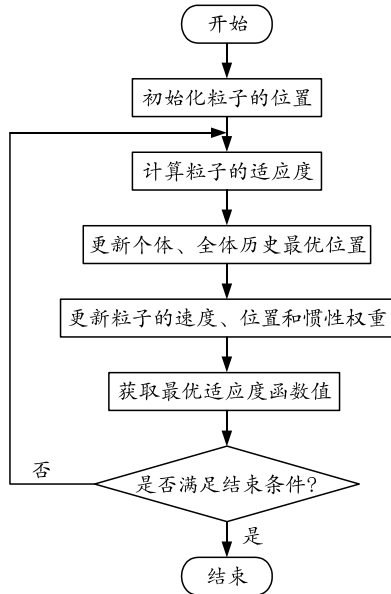 开始
初始化粒子的位置
计算粒子的适应度
更新个体、全体历史最优位置
更新粒子的速度、位置和惯性权重
获取最优适应度函数值
否
是否满足结束条件?
是
结束